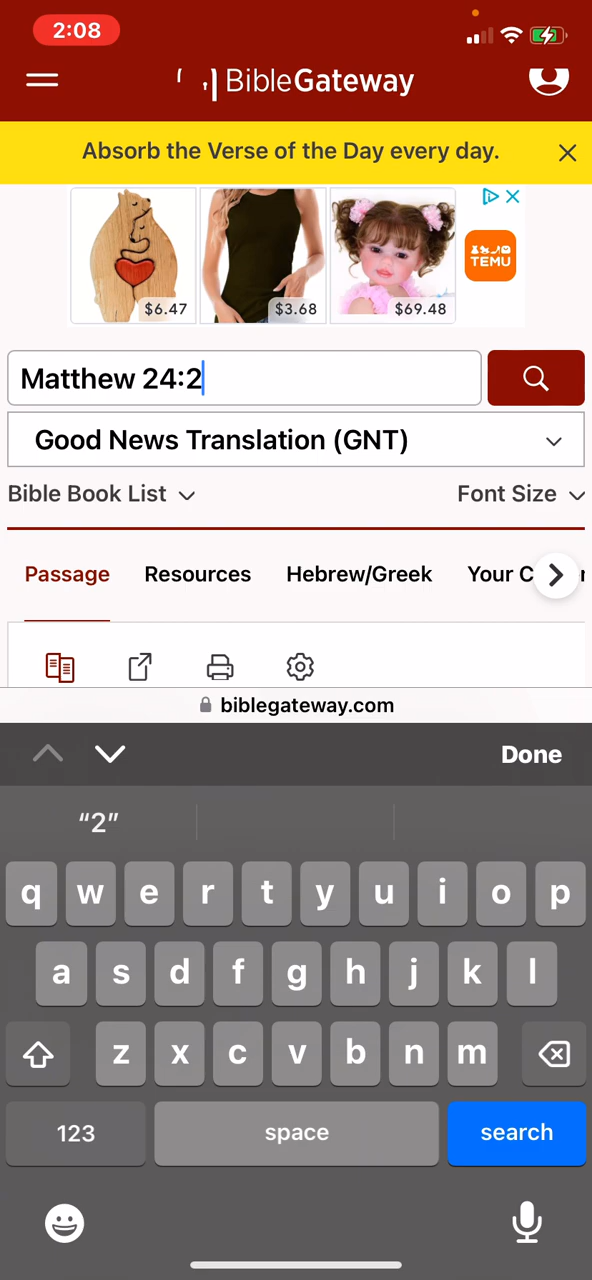 2:08
BibleGateway
Absorb the Verse of the Day every day.
$6.47
$3.68
$69.48
TEMU
Matthew 24:2
Good News Translation (GNT)
Bible Book List
Font Size
Passage
Resources
Hebrew/Greek
Your C
biblegateway.com
Done
“2”
q w e r t y u i o p
a s d f g h j k l
z x c v b n m
123
space
search